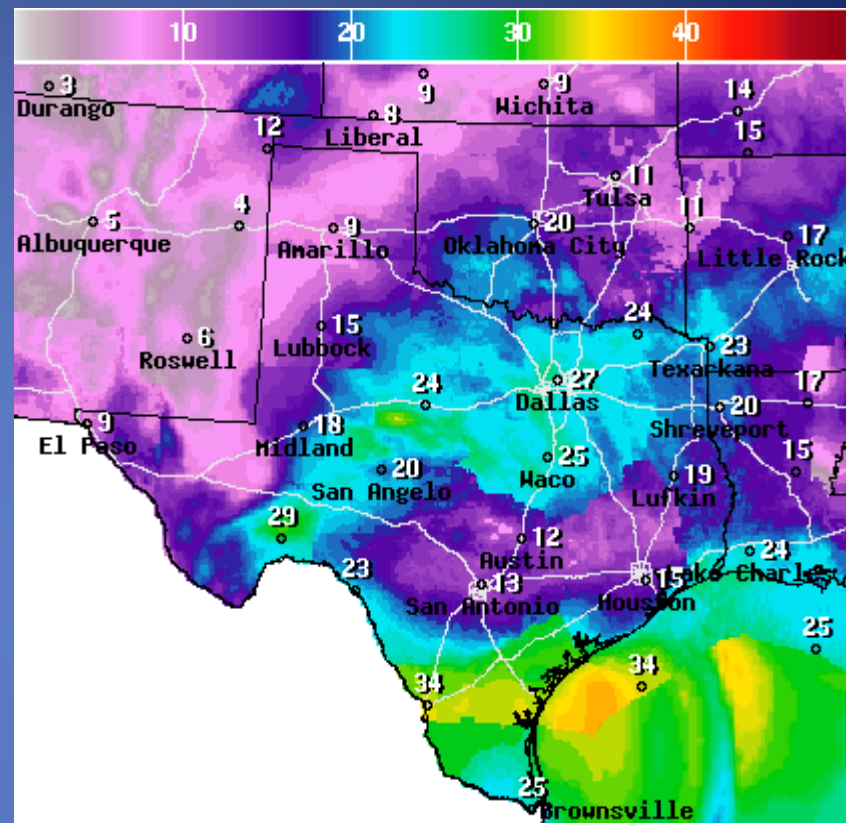 10 20 30 40
3
Durango
9
9
Wichita
14
8
Liberal
12
15
11
Tulsa
5
Albuquerque
4
9
Amarillo
20
Oklahoma City
11
17
Little Rock
6
Roswell
15
Lubbock
24
23
Texarkana
27
Dallas
24
20
Shreveport
17
9
El Paso
18
Midland
20
San Angelo
25
Waco
19
Lufkin
15
29
12
Austin
24
Lake Charles
23
13
San Antonio
15
Houston
25
34
34
25
Brownsville